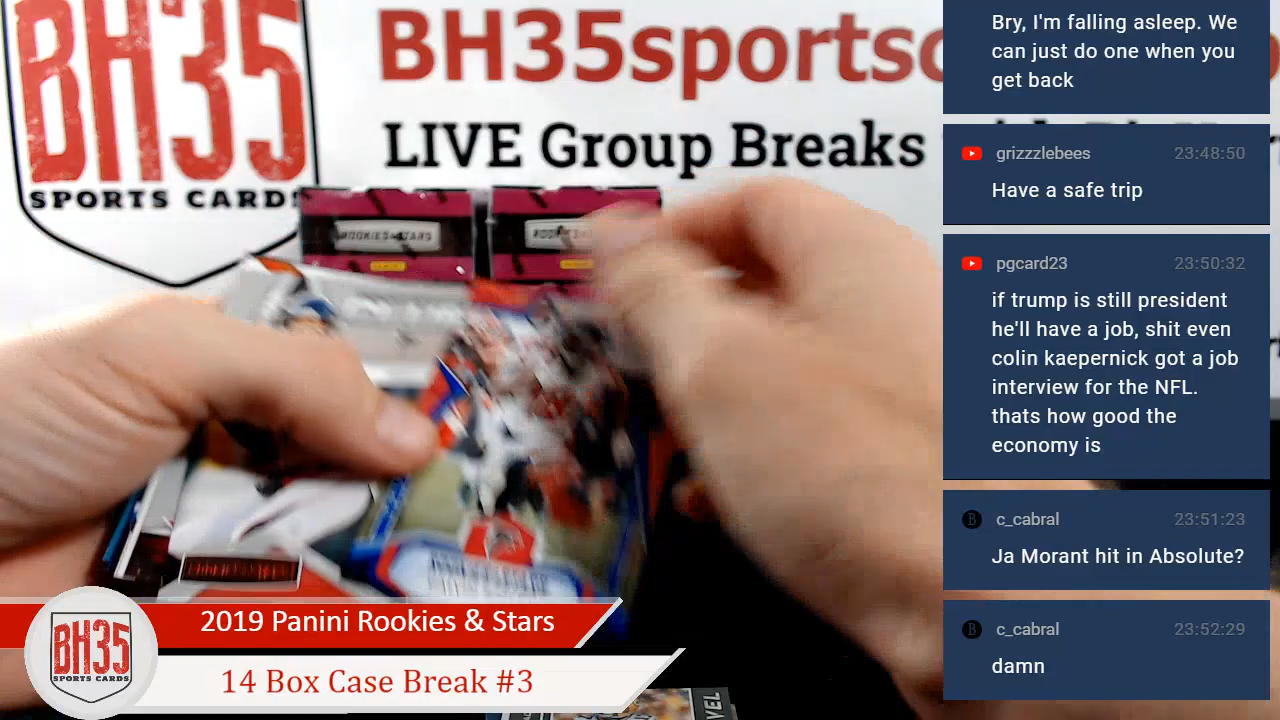 BH35
SPORTS CARDS
BH35sportsc
LIVE Group Breaks
ROOKIES & STARS
Bry, I'm falling asleep. We
can just do one when you
get back
grizzzlebees 23:48:50
Have a safe trip
pgcard23 23:50:32
if trump is still president
he'll have a job, shit even
colin kaepernick got a job
interview for the NFL.
thats how good the
economy is
c_cabral 23:51:23
Ja Morant hit in Absolute?
c_cabral 23:52:29
damn
BH35
SPORTS CARDS
2019 Panini Rookies & Stars
14 Box Case Break #3